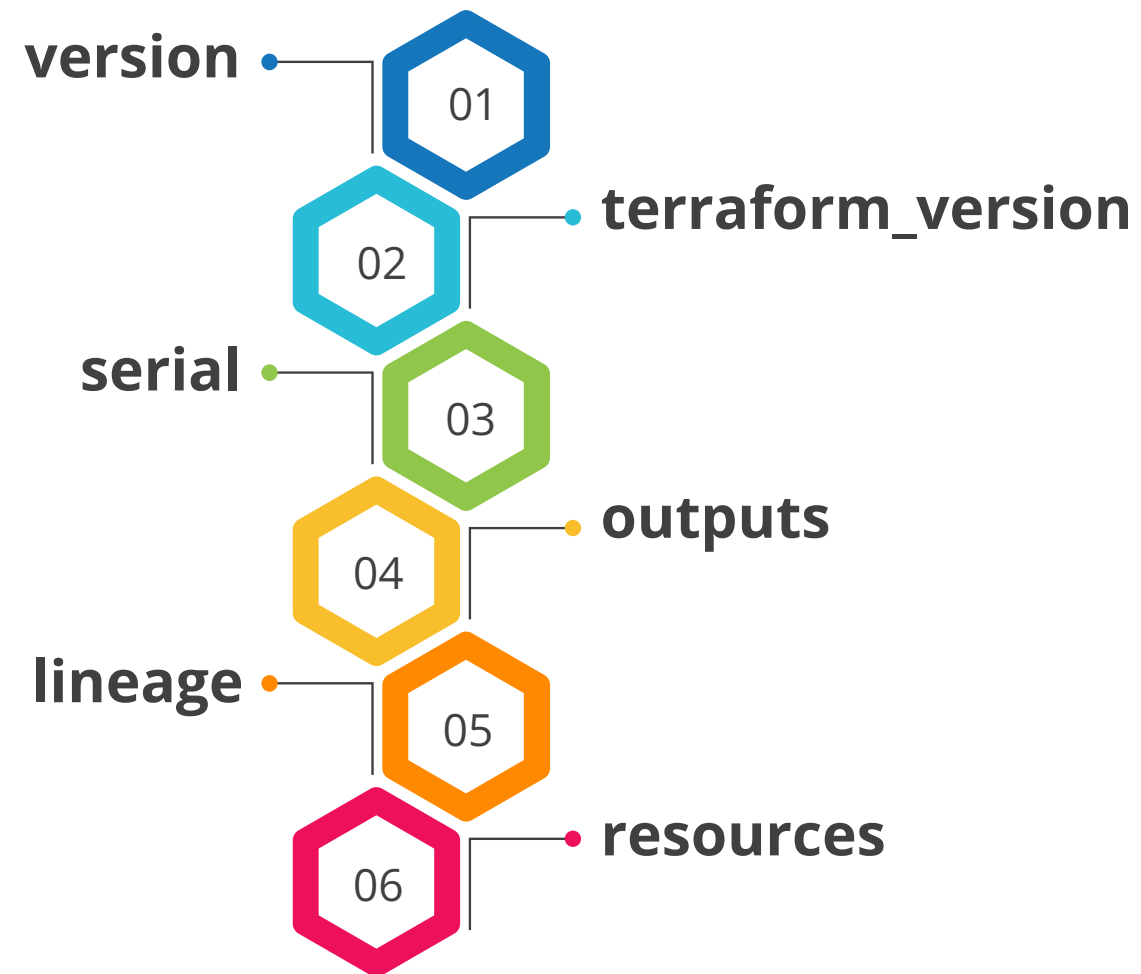 version
01
terraform_version
02
serial
03
outputs
04
lineage
05
resources
06